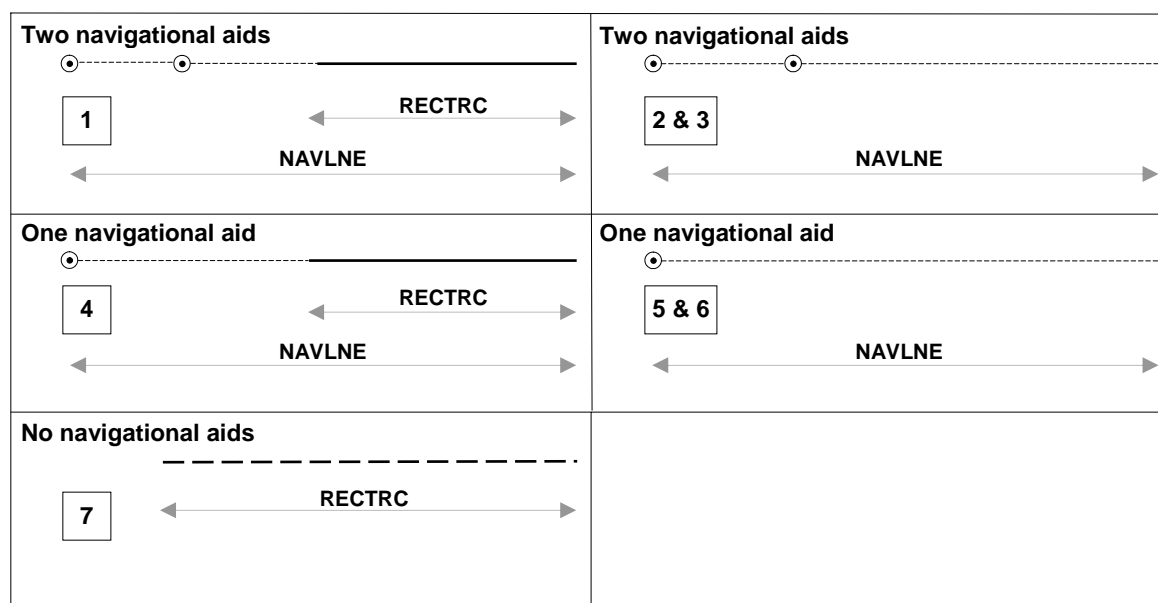 Two navigational aids
RECTRC
1
NAVLNE
Two navigational aids
2 & 3
NAVLNE
One navigational aid
RECTRC
4
NAVLNE
One navigational aid
5 & 6
NAVLNE
No navigational aids
RECTRC
7